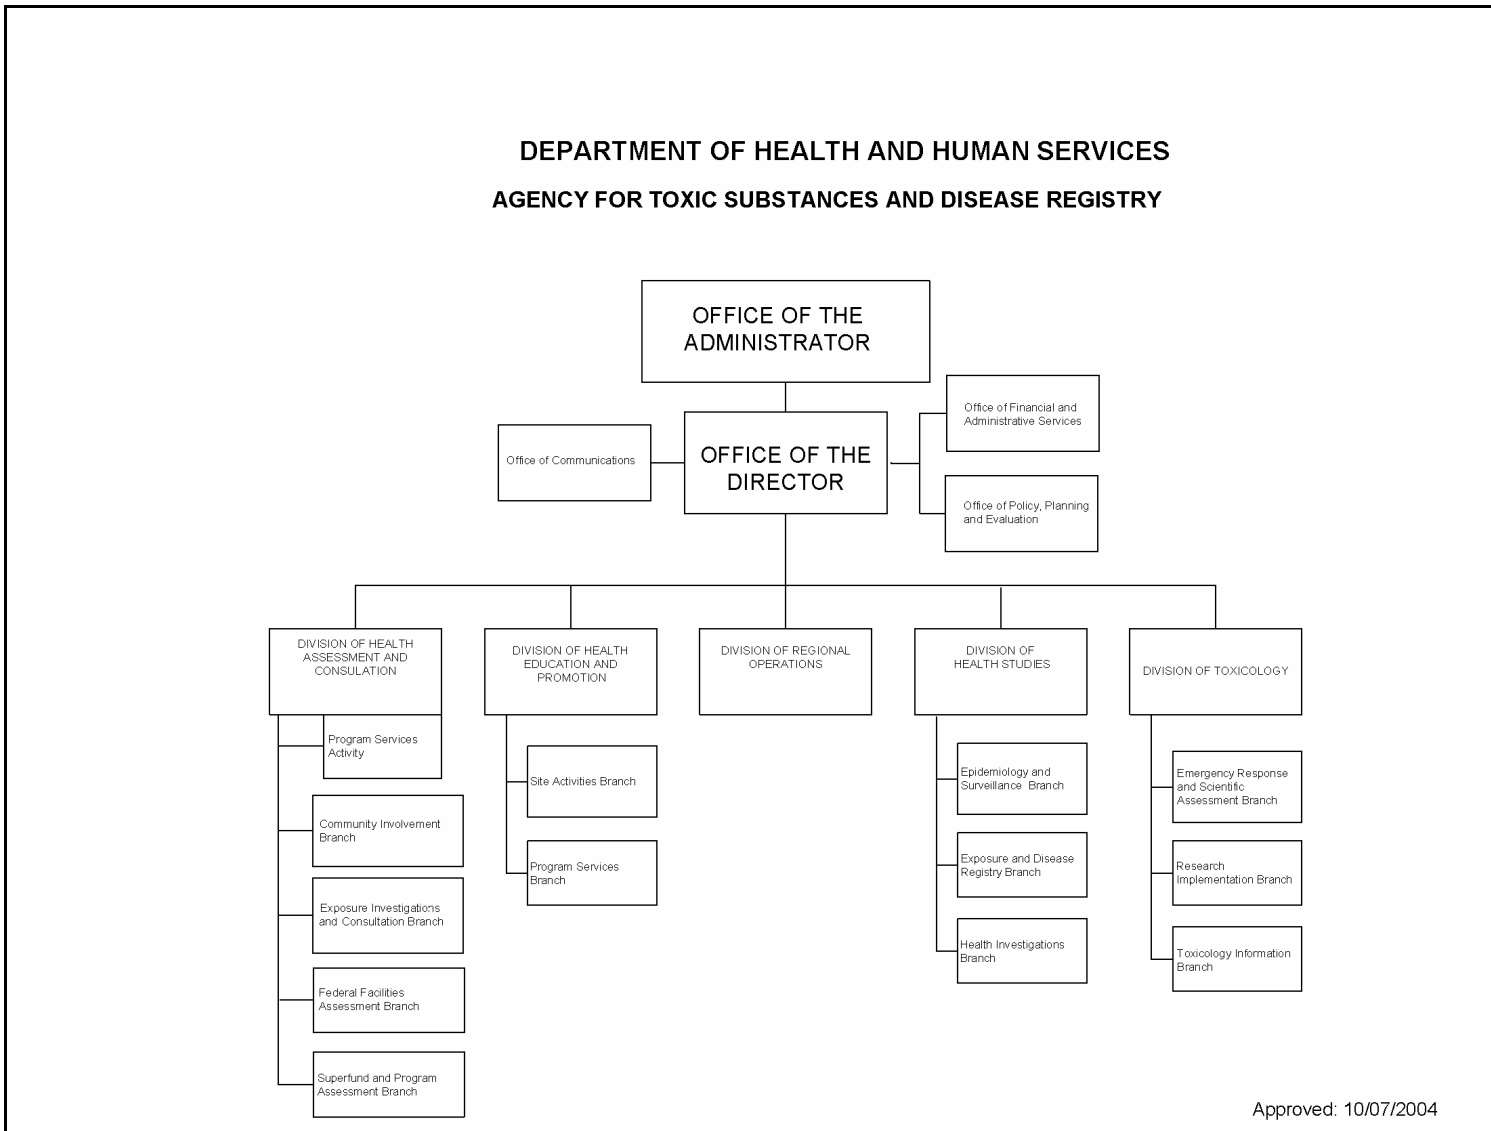 DEPARTMENT OF HEALTH AND HUMAN SERVICES
AGENCY FOR TOXIC SUBSTANCES AND DISEASE REGISTRY
OFFICE OF THE
ADMINISTRATOR
Office of Financial and
Administrative Services
Office of Communications
OFFICE OF THE
DIRECTOR
Office of Policy, Planning
and Evaluation
DIVISION OF HEALTH
ASSESSMENT AND
CONSULATION
Program Services
Activity
Community Involvement
Branch
Exposure Investigations
and Consultation Branch
Federal Facilities
Assessment Branch
Superfund and Program
Assessment Branch
DIVISION OF HEALTH
EDUCATION AND
PROMOTION
Site Activities Branch
Program Services
Branch
DIVISION OF REGIONAL
OPERATIONS
DIVISION OF
HEALTH STUDIES
Epidemiology and
Surveillance Branch
Exposure and Disease
Registry Branch
Health Investigations
Branch
DIVISION OF TOXICOLOGY
Emergency Response
and Scientific
Assessment Branch
Research
Implementation Branch
Toxicology Information
Branch
Approved: 10/07/2004